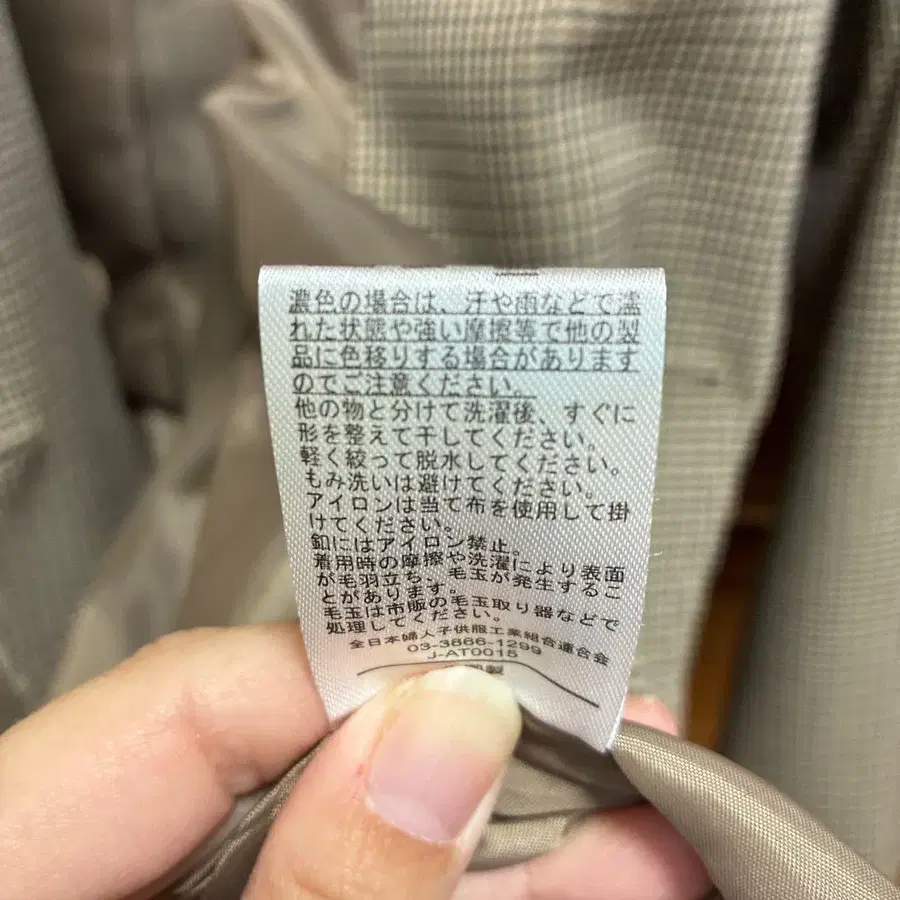 濃色の場合は、汗や雨などで濡
れた状態や強い摩擦等で他の製
品に色移りする場合があります
のでご注意ください。
他の物と分けて洗濯後、すぐに
形を整えて干してください。
軽く絞って脱水してください。
もみ洗いは避けてください。
アイロンは当て布を使用して掛
けてください。
釦にはアイロン禁止。
着用時の摩擦や洗濯により表面
が毛羽立ち、毛玉が発生するこ
とがあります。
毛玉は市販の毛玉取り器などで
処理してください。
全日本婦人子供服工業組合連合会
03-3866-1299
J-AT0015
製